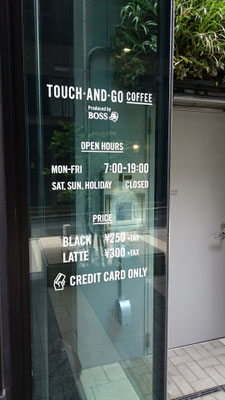 TOUCH-AND-GO COFFEE
Produced by
BOSS
OPEN HOURS
MON-FRI 7:00-19:00
SAT. SUN. HOLIDAY CLOSED
PRICE
BLACK ¥250 +TAX
LATTE ¥300 +TAX
CREDIT CARD ONLY